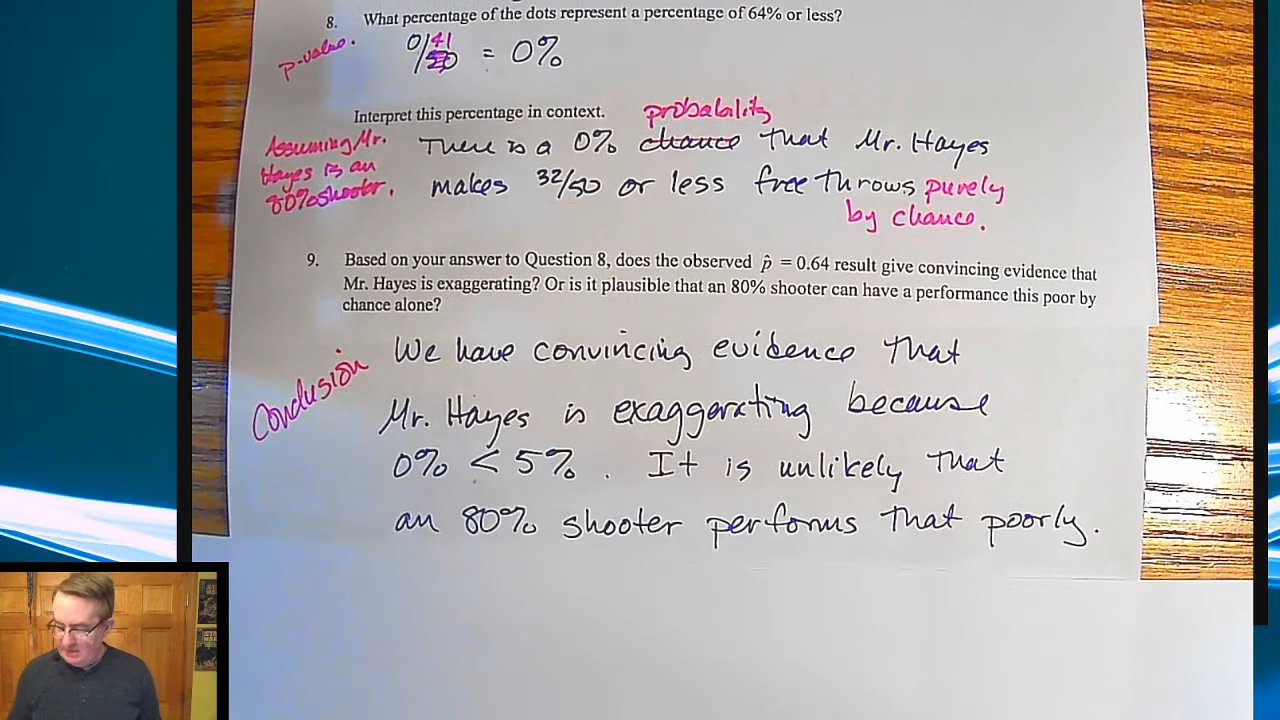 8. What percentage of the dots represent a percentage of 64% or less?
p-value.
0/41 = 0%
Interpret this percentage in context.
probability
Assuming Mr. Hayes is an 80% shooter.
There is a 0% chance that Mr. Hayes
makes 32/50 or less free throws purely
by chance.
9. Based on your answer to Question 8, does the observed p̂ = 0.64 result give convincing evidence that
Mr. Hayes is exaggerating? Or is it plausible that an 80% shooter can have a performance this poor by
chance alone?
Conclusion
We have convincing evidence that
Mr. Hayes is exaggerating because
0% < 5%. It is unlikely that
an 80% shooter performs that poorly.